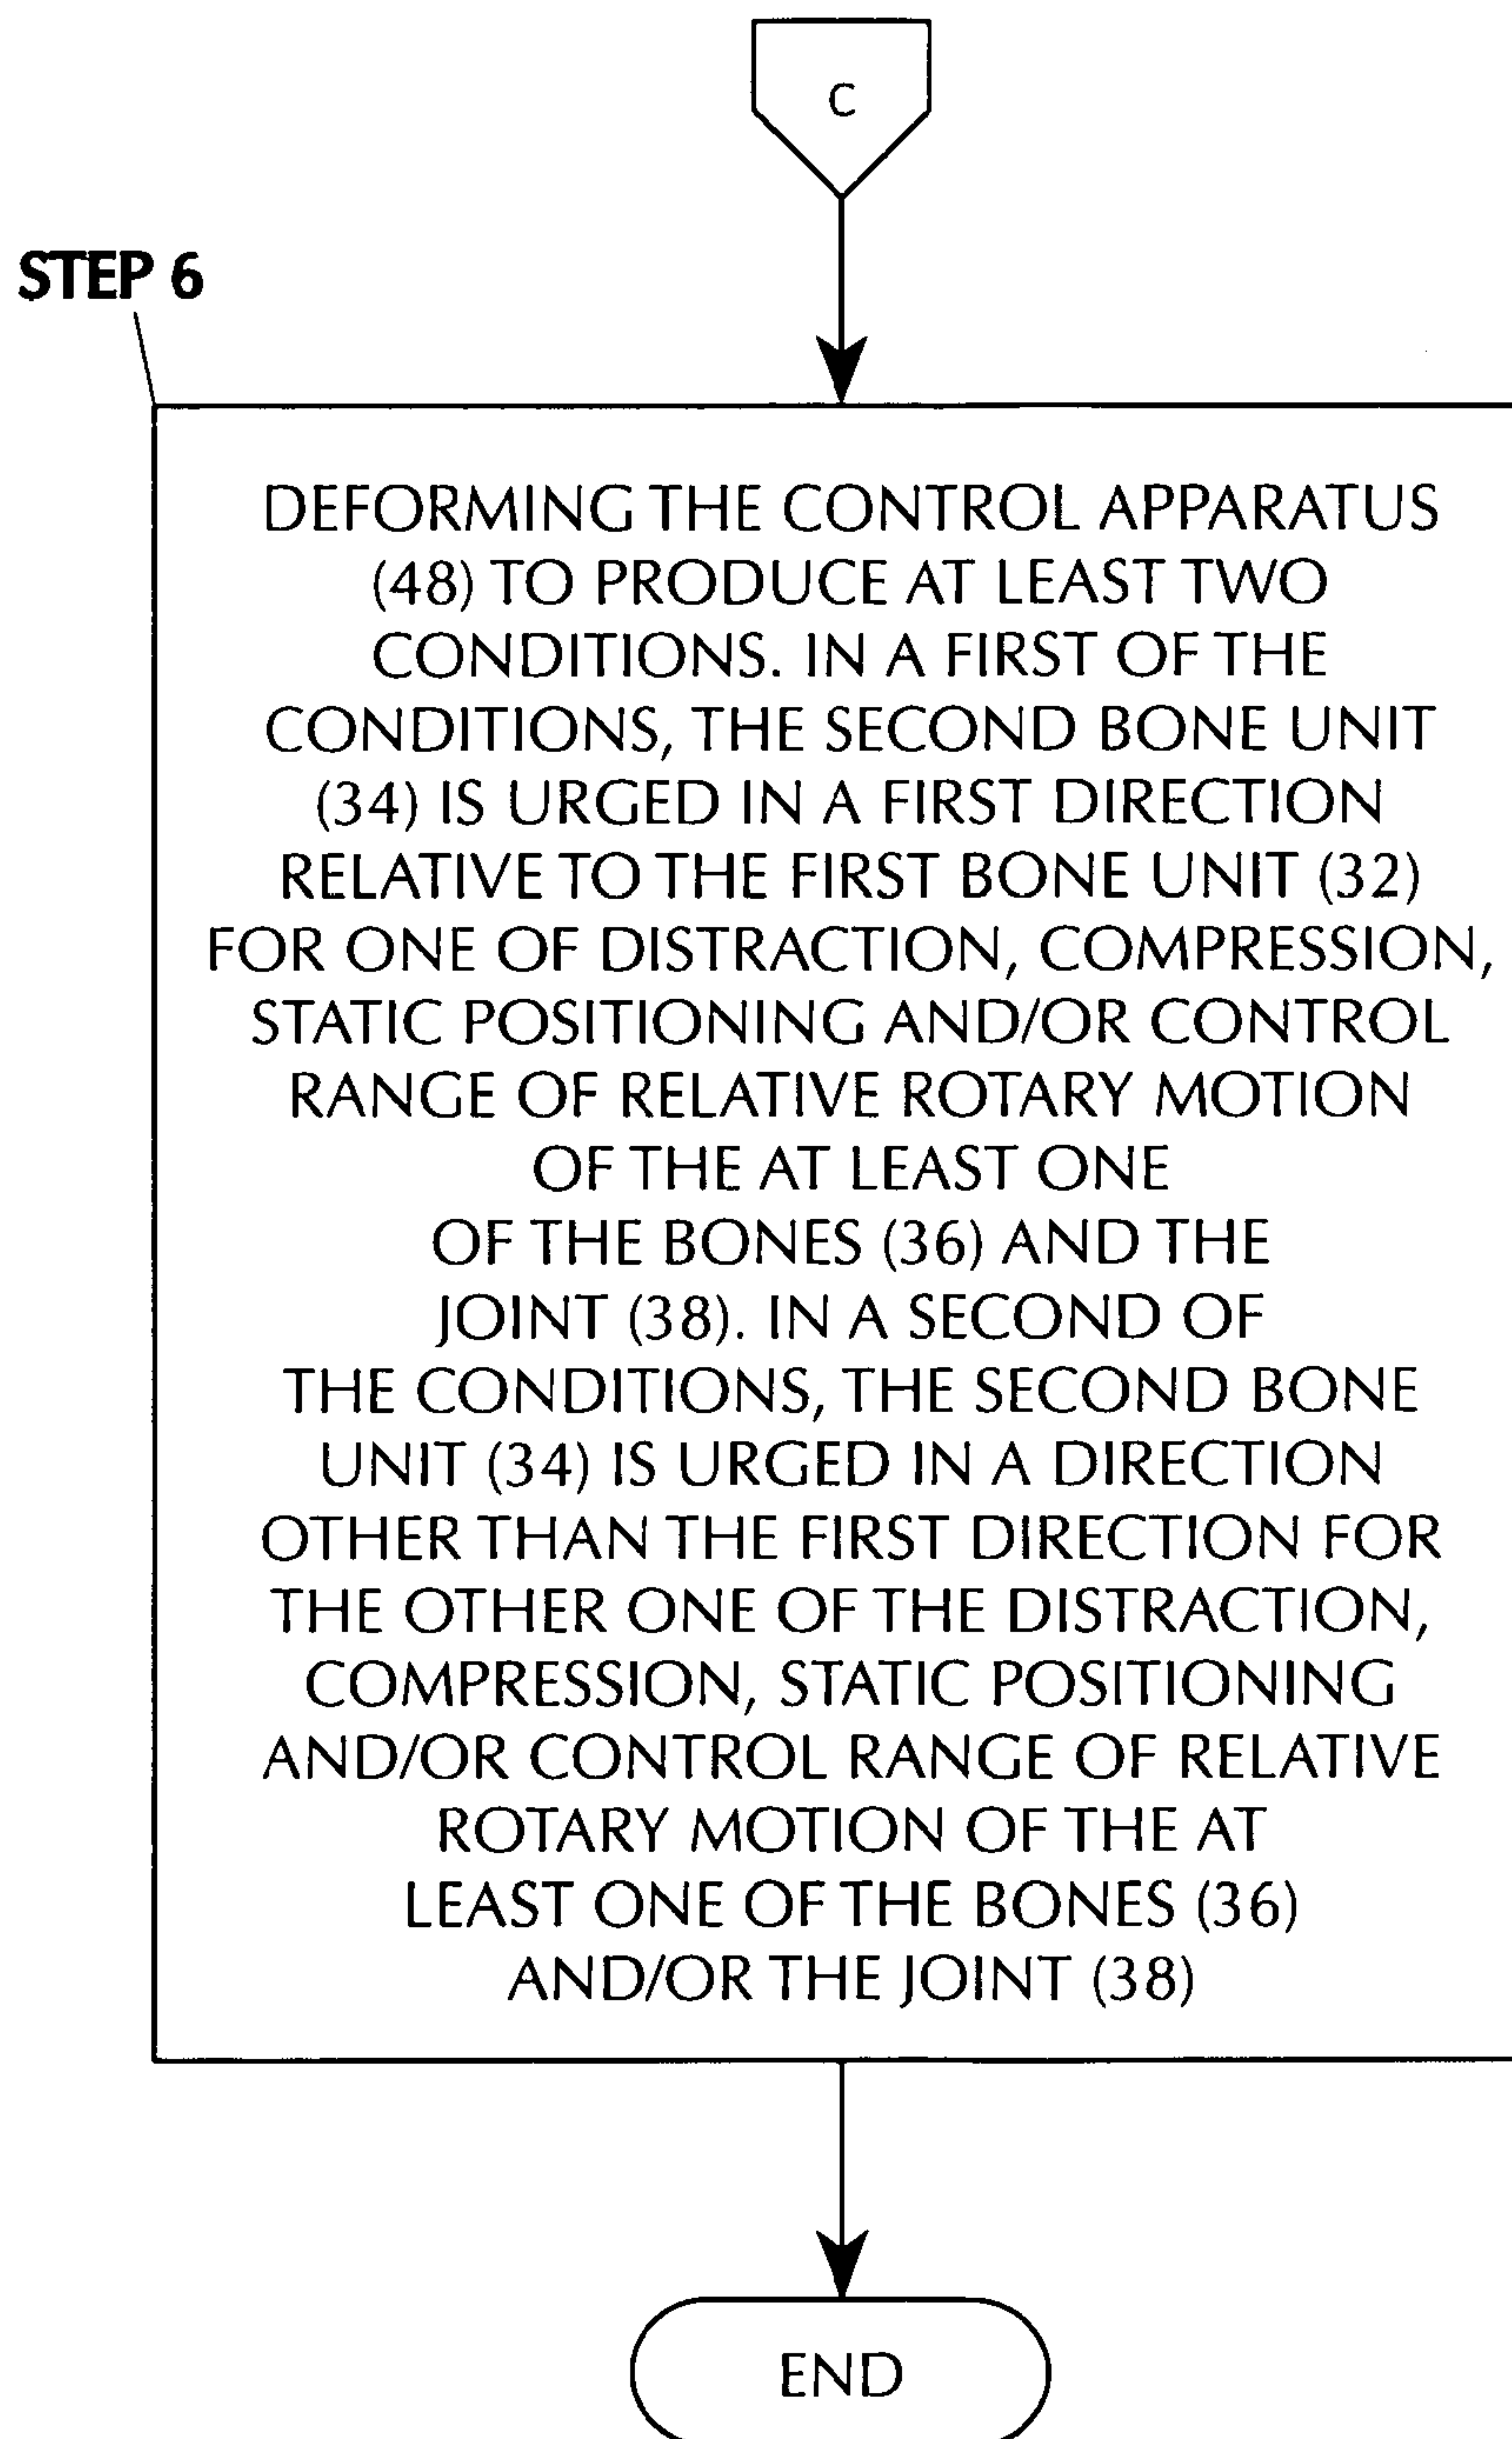 C
STEP 6
DEFORMING THE CONTROL APPARATUS
(48) TO PRODUCE AT LEAST TWO
CONDITIONS. IN A FIRST OF THE
CONDITIONS, THE SECOND BONE UNIT
(34) IS URGED IN A FIRST DIRECTION
RELATIVE TO THE FIRST BONE UNIT (32)
FOR ONE OF DISTRACTION, COMPRESSION,
STATIC POSITIONING AND/OR CONTROL
RANGE OF RELATIVE ROTARY MOTION
OF THE AT LEAST ONE
OF THE BONES (36) AND THE
JOINT (38). IN A SECOND OF
THE CONDITIONS, THE SECOND BONE
UNIT (34) IS URGED IN A DIRECTION
OTHER THAN THE FIRST DIRECTION FOR
THE OTHER ONE OF THE DISTRACTION,
COMPRESSION, STATIC POSITIONING
AND/OR CONTROL RANGE OF RELATIVE
ROTARY MOTION OF THE AT
LEAST ONE OF THE BONES (36)
AND/OR THE JOINT (38)
END